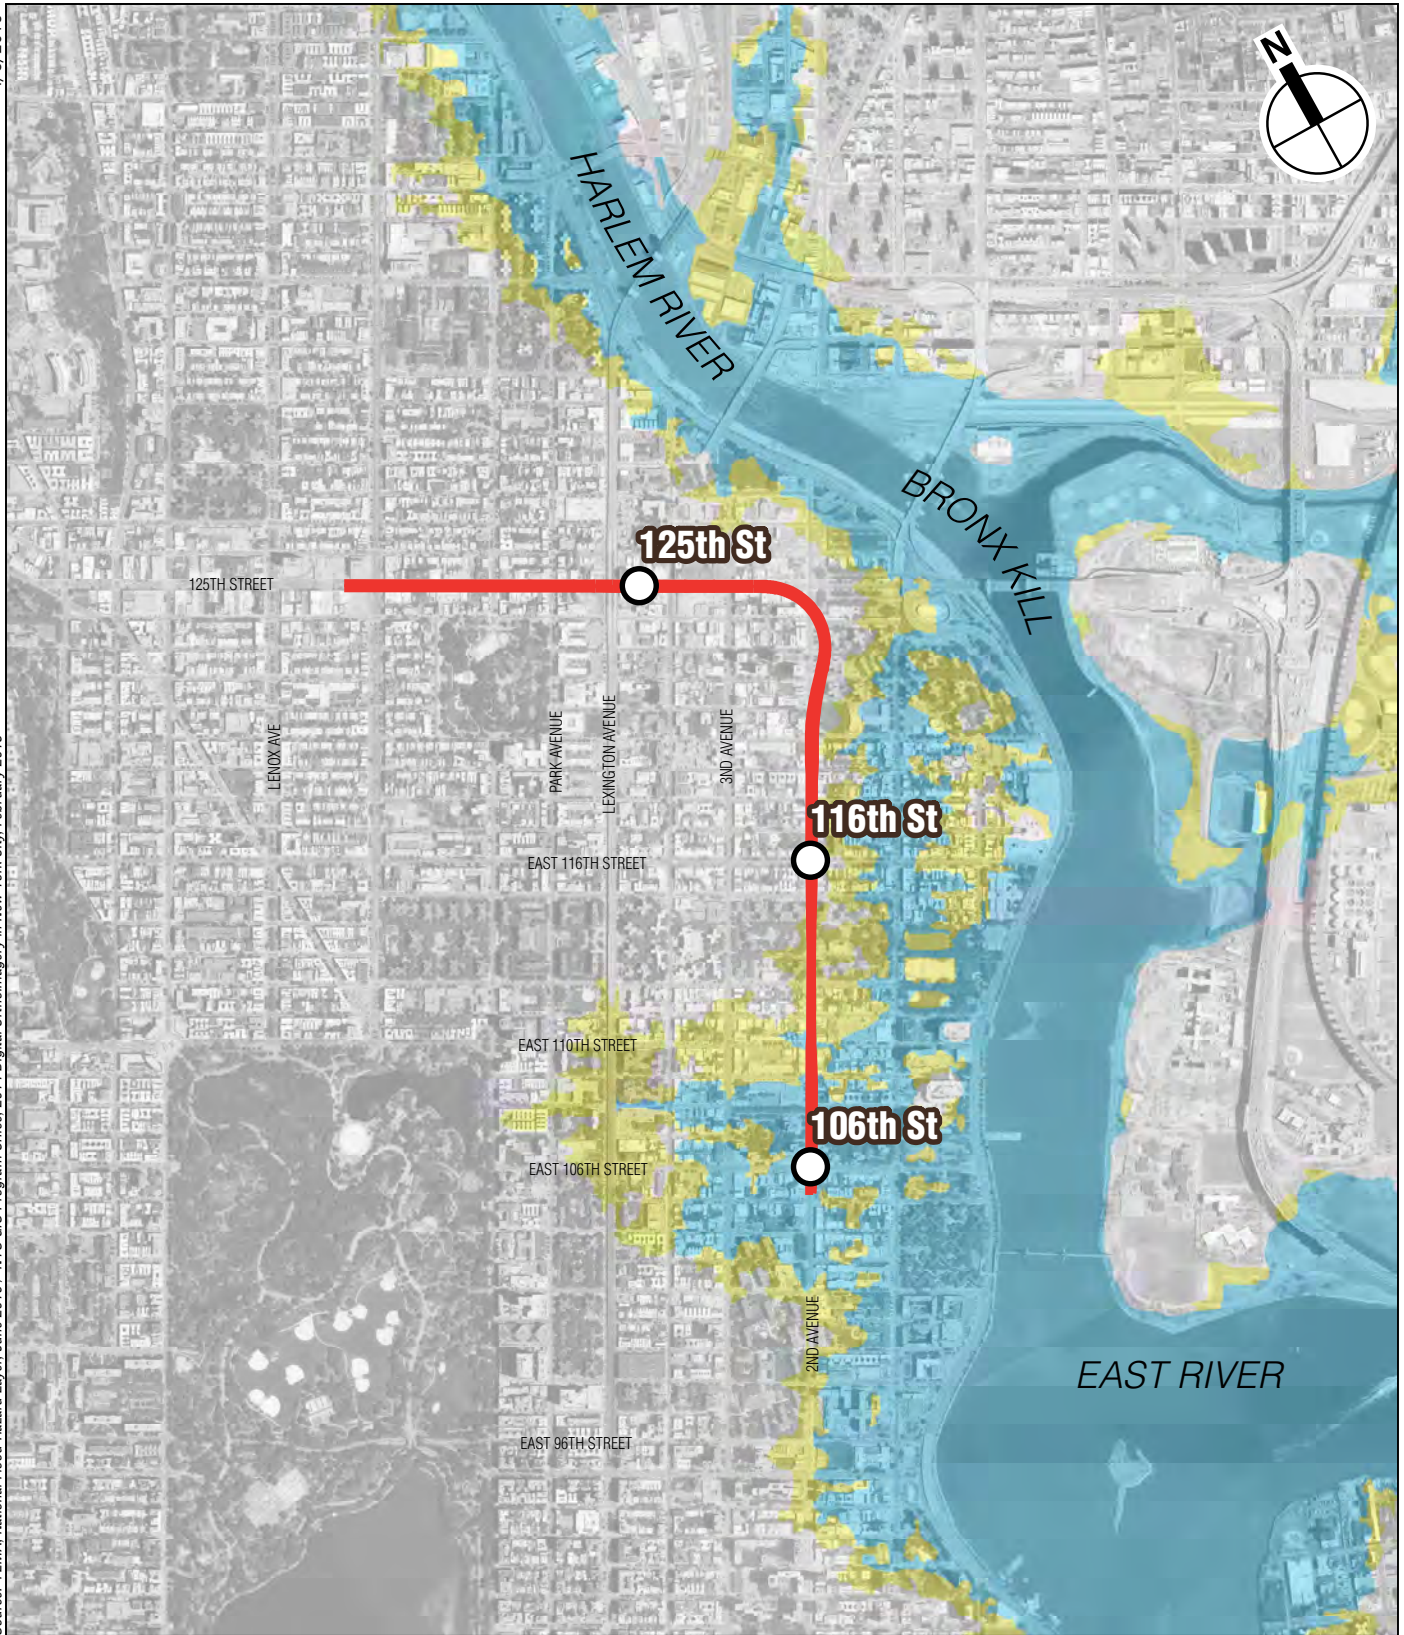 N
HARLEM RIVER
BRONX KILL
125th St
125TH STREET
LENOX AVE
PARK AVENUE
LEXINGTON AVENUE
3ND AVENUE
116th St
EAST 116TH STREET
EAST 110TH STREET
106th St
EAST 106TH STREET
2ND AVENUE
EAST RIVER
EAST 96TH STREET